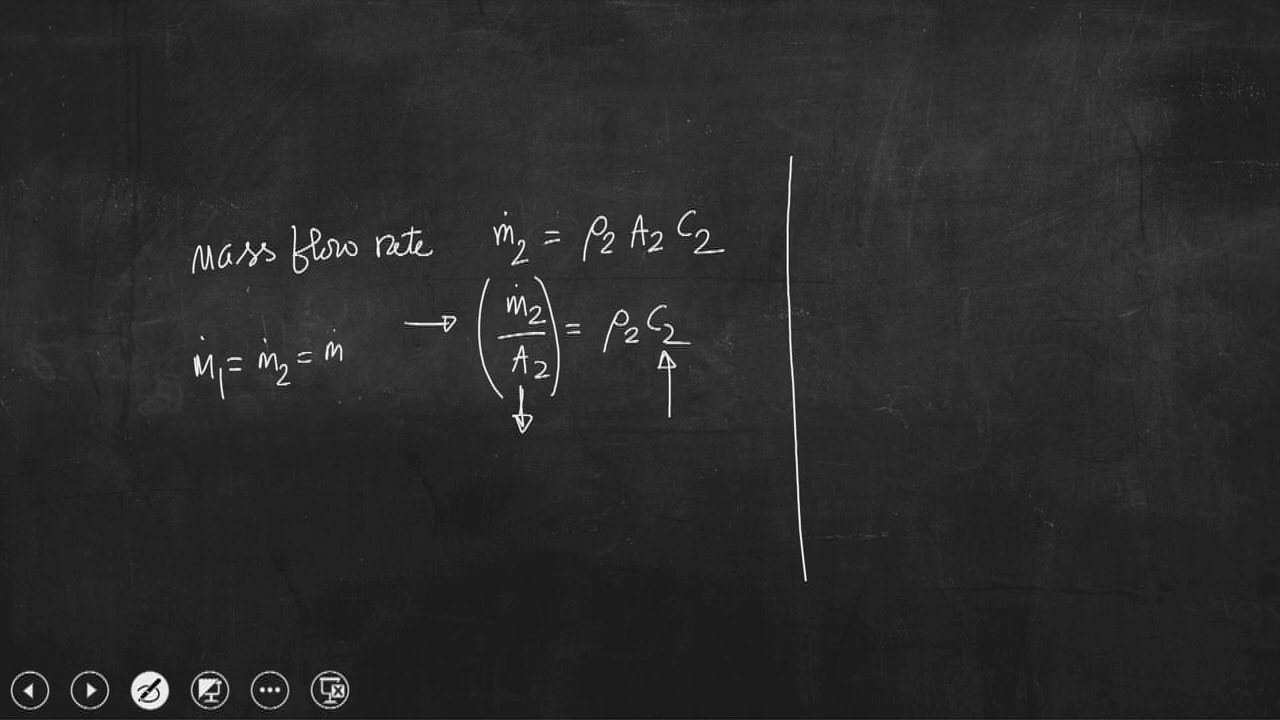 mass flow rate ṁ₂ = ρ₂ A₂ C₂
→ (ṁ₂ / A₂) = ρ₂ C₂
ṁ₁ = ṁ₂ = ṁ